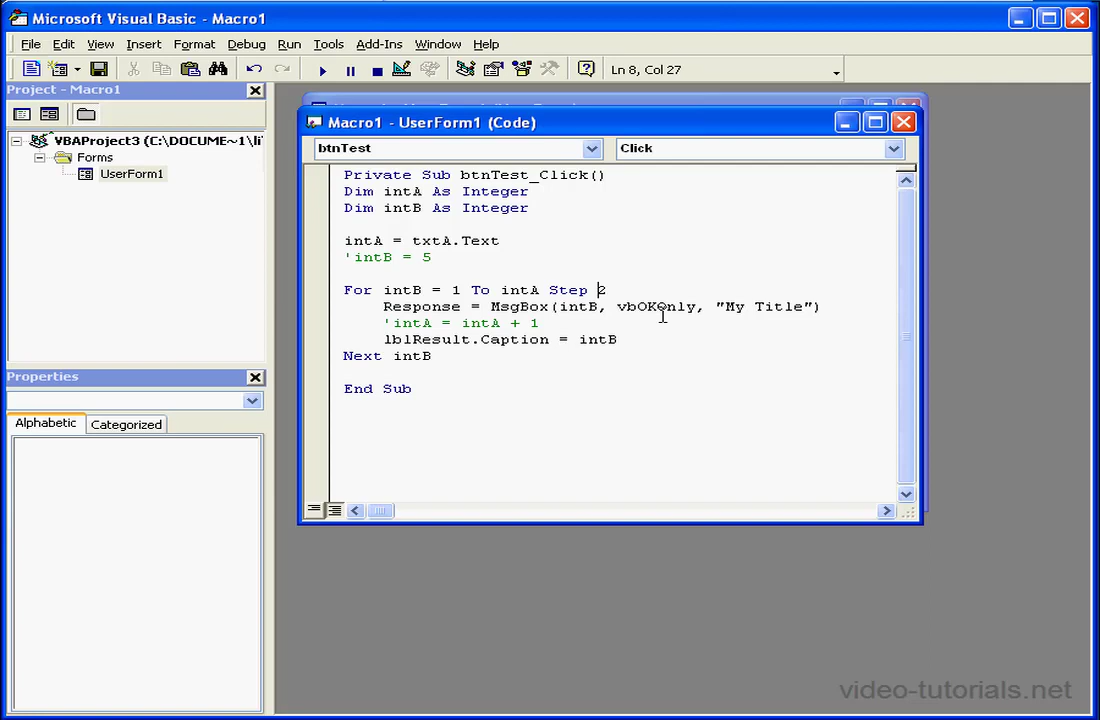 Microsoft Visual Basic - Macro1
File Edit View Insert Format Debug Run Tools Add-Ins Window Help
Ln 8, Col 27
Project - Macro1
VBAProject3 (C:\DOCUME~1\li
Forms
UserForm1
Properties
Alphabetic Categorized
Macro1 - UserForm1 (Code)
btnTest Click
Private Sub btnTest_Click()
Dim intA As Integer
Dim intB As Integer
intA = txtA.Text
'intB = 5
For intB = 1 To intA Step 2
Response = MsgBox(intB, vbOKOnly, "My Title")
'intA = intA + 1
lblResult.Caption = intB
Next intB
End Sub
video-tutorials.net